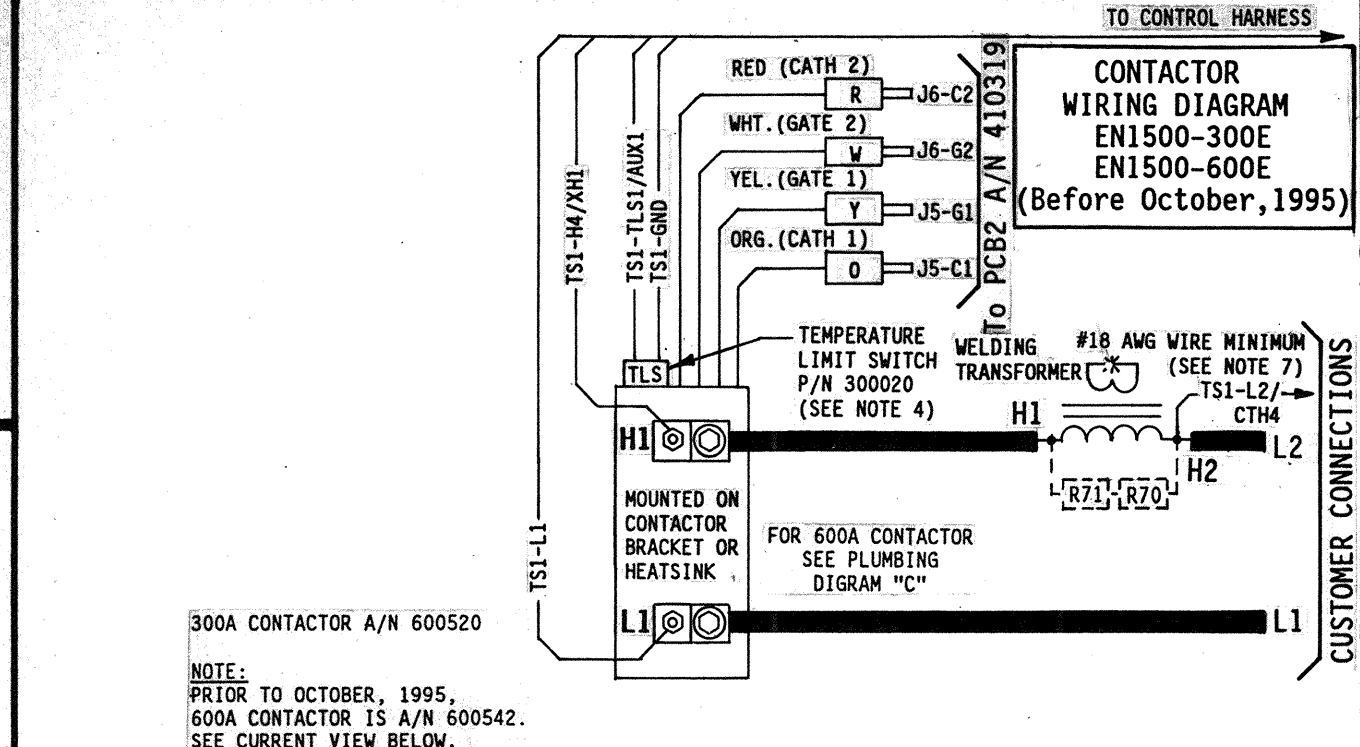 TO CONTROL HARNESS
CONTACTOR
WIRING DIAGRAM
EN1500-300E
EN1500-600E
(Before October,1995)
RED (CATH 2)
R
J6-C2
WHT.(GATE 2)
W
J6-G2
YEL.(GATE 1)
Y
J5-G1
ORG.(CATH 1)
O
J5-C1
To PCB2 A/N 410319
TS1-H4/XH1
TS1-TLS1/AUX1
TS1-GND
TS1-L1
TLS
TEMPERATURE
LIMIT SWITCH
P/N 300020
(SEE NOTE 4)
WELDING
TRANSFORMER
#18 AWG WIRE MINIMUM
(SEE NOTE 7)
TS1-L2/
CTH4
H1
H1
L2
H2
R71
R70
MOUNTED ON
CONTACTOR
BRACKET OR
HEATSINK
FOR 600A CONTACTOR
SEE PLUMBING
DIGRAM "C"
L1
L1
CUSTOMER CONNECTIONS
300A CONTACTOR A/N 600520
NOTE:
PRIOR TO OCTOBER, 1995,
600A CONTACTOR IS A/N 600542.
SEE CURRENT VIEW BELOW.